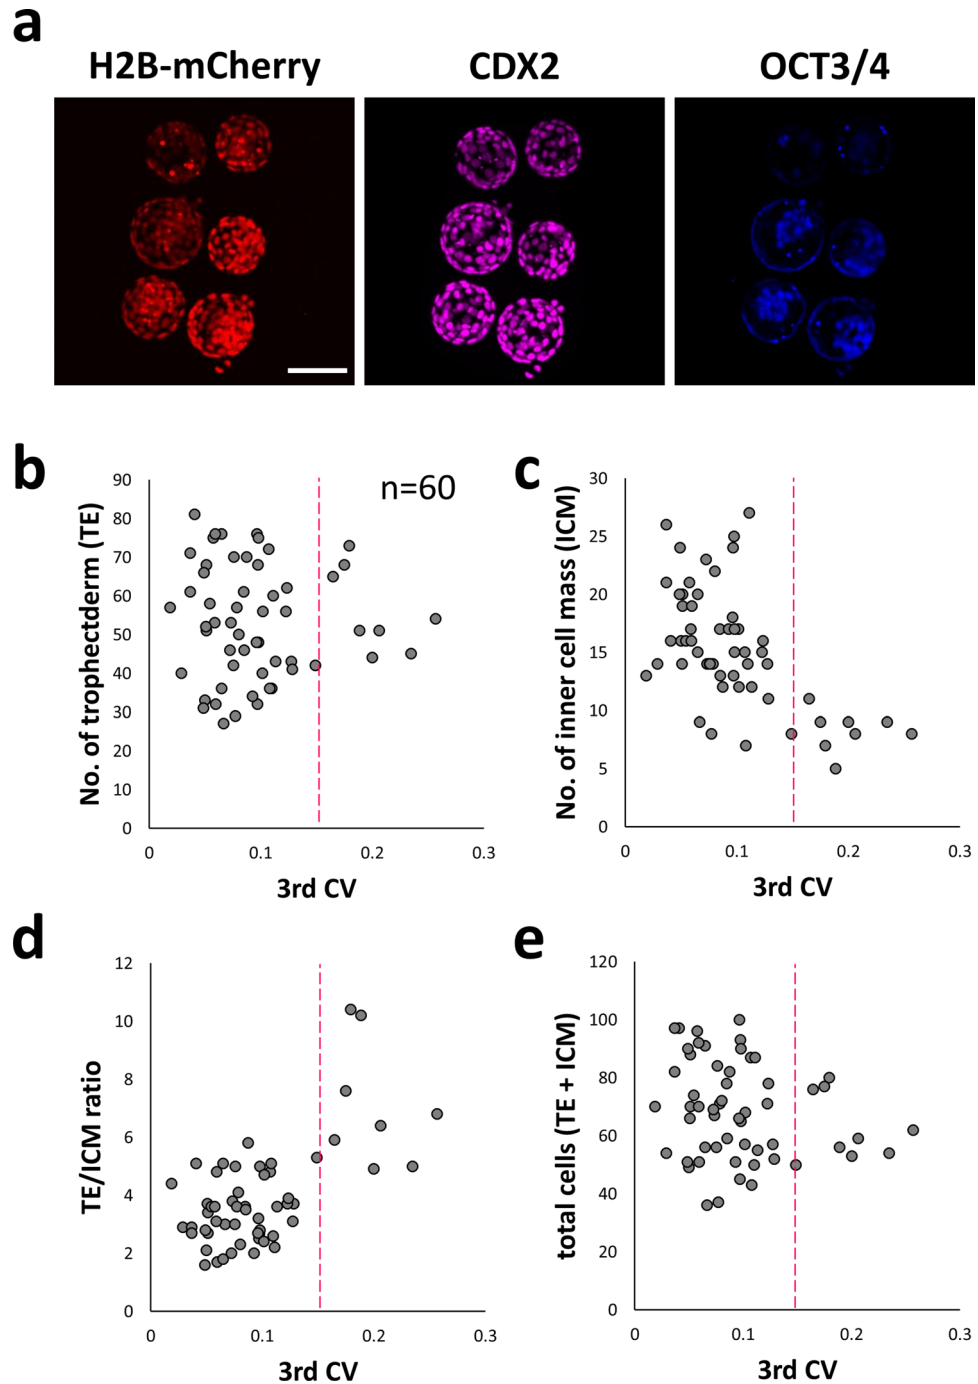 a
H2B-mCherry CDX2 OCT3/4
b
n=60
No. of trophectderm (TE)
90
80
70
60
50
40
30
20
10
0
0 0.1 0.2 0.3
3rd CV
c
No. of inner cell mass (ICM)
30
25
20
15
10
5
0
0 0.1 0.2 0.3
3rd CV
d
TE/ICM ratio
12
10
8
6
4
2
0
0 0.1 0.2 0.3
3rd CV
e
total cells (TE + ICM)
120
100
80
60
40
20
0
0 0.1 0.2 0.3
3rd CV